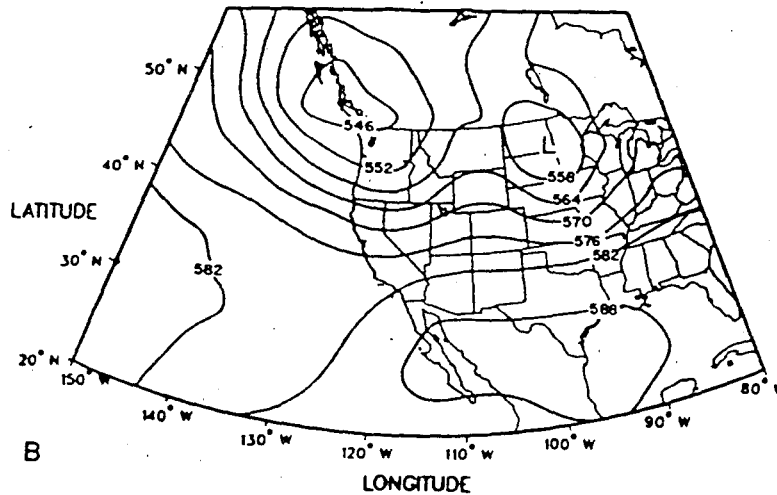 50° N
546
L
40° N
552
558
564
LATITUDE
570
576
582
582
30° N
588
20° N
150° W
80° W
140° W
90° W
130° W
100° W
120° W
110° W
B
LONGITUDE